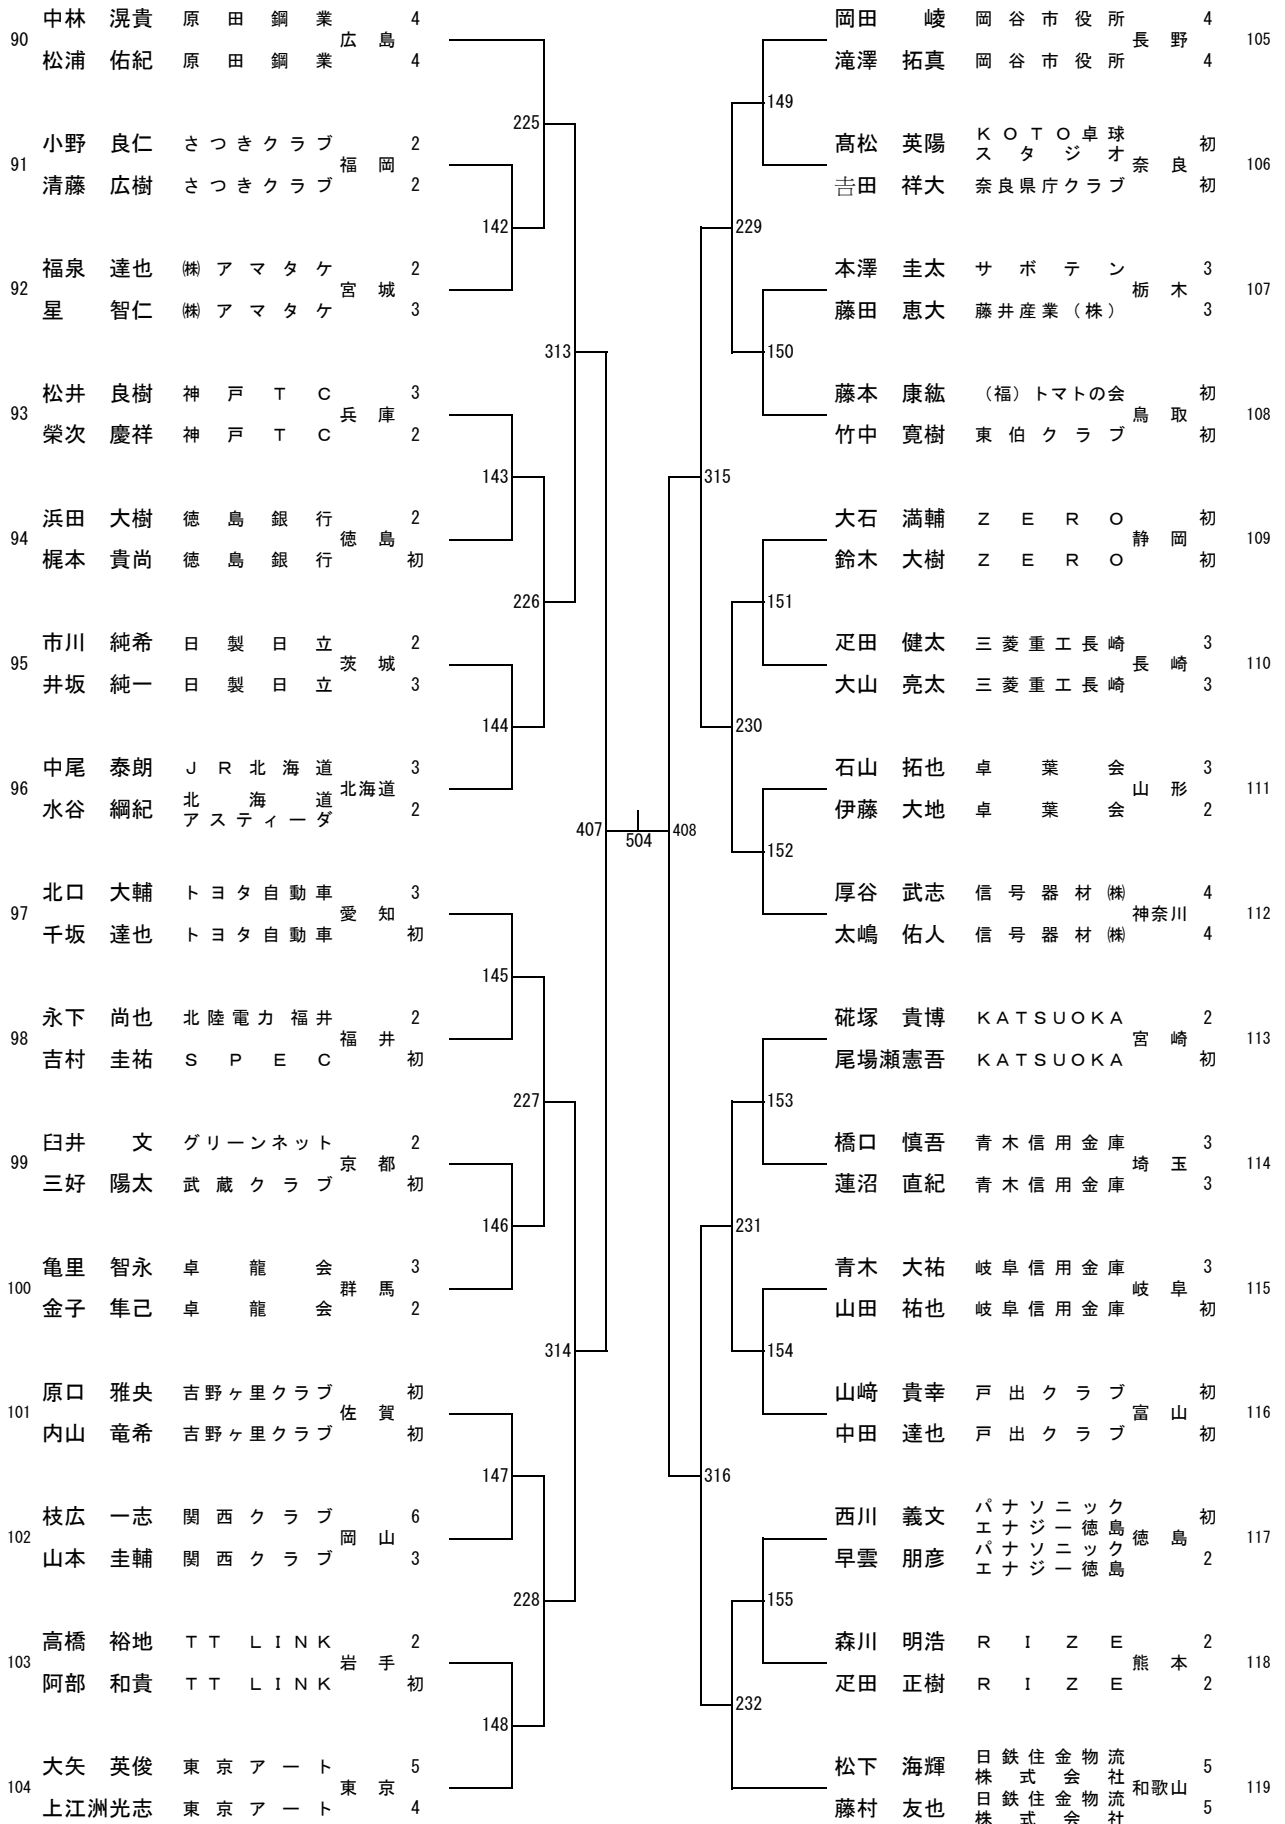 中林 滉貴 原田鋼業 4
90 広島
松浦 佑紀 原田鋼業 4
225
小野 良仁 さつきクラブ 2
91 福岡
清藤 広樹 さつきクラブ 2
142
福泉 達也 ㈱アマタケ 2
92 宮城
星 智仁 ㈱アマタケ 3
313
松井 良樹 神戸TC 3
93 兵庫
榮次 慶祥 神戸TC 2
143
浜田 大樹 徳島銀行 2
94 徳島
梶本 貴尚 徳島銀行 初
226
市川 純希 日製日立 2
95 茨城
井坂 純一 日製日立 3
144
中尾 泰朗 JR北海道 3
96 北海道
水谷 綱紀 北海道
アスティーダ 2
407 504 408
北口 大輔 トヨタ自動車 3
97 愛知
千坂 達也 トヨタ自動車 初
145
永下 尚也 北陸電力 福井 2
98 福井
吉村 圭祐 SPEC 初
227
臼井 文 グリーンネット 2
99 京都
三好 陽太 武蔵クラブ 初
146
亀里 智永 卓龍会 3
100 群馬
金子 隼己 卓龍会 2
314
原口 雅央 吉野ヶ里クラブ 初
101 佐賀
内山 竜希 吉野ヶ里クラブ 初
147
枝広 一志 関西クラブ 6
102 岡山
山本 圭輔 関西クラブ 3
228
高橋 裕地 TT LINK 2
103 岩手
阿部 和貴 TT LINK 初
148
大矢 英俊 東京アート 5
104 東京
上江洲光志 東京アート 4
岡田 崚 岡谷市役所 4
長野 105
滝澤 拓真 岡谷市役所 4
149
髙松 英陽 KOTO卓球
スタジオ 初
奈良 106
𠮷田 祥大 奈良県庁クラブ 初
229
本澤 圭太 サボテン 3
栃木 107
藤田 恵大 藤井産業(株) 3
150
藤本 康紘 (福)トマトの会 初
鳥取 108
竹中 寛樹 東伯クラブ 初
315
大石 満輔 ZERO 初
静岡 109
鈴木 大樹 ZERO 初
151
疋田 健太 三菱重工長崎 3
長崎 110
大山 亮太 三菱重工長崎 3
230
石山 拓也 卓葉会 3
山形 111
伊藤 大地 卓葉会 2
152
厚谷 武志 信号器材㈱ 4
神奈川 112
太嶋 佑人 信号器材㈱ 4
硴塚 貴博 KATSUOKA 2
宮崎 113
尾場瀬憲吾 KATSUOKA 初
153
橋口 慎吾 青木信用金庫 3
埼玉 114
蓮沼 直紀 青木信用金庫 3
231
青木 大祐 岐阜信用金庫 3
岐阜 115
山田 祐也 岐阜信用金庫 初
154
山﨑 貴幸 戸出クラブ 初
富山 116
中田 達也 戸出クラブ 初
316
西川 義文 パナソニック
エナジー徳島 初
徳島 117
早雲 朋彦 パナソニック
エナジー徳島 2
155
森川 明浩 RIZE 2
熊本 118
疋田 正樹 RIZE 2
232
松下 海輝 日鉄住金物流
株式会社 5
和歌山 119
藤村 友也 日鉄住金物流
株式会社 5